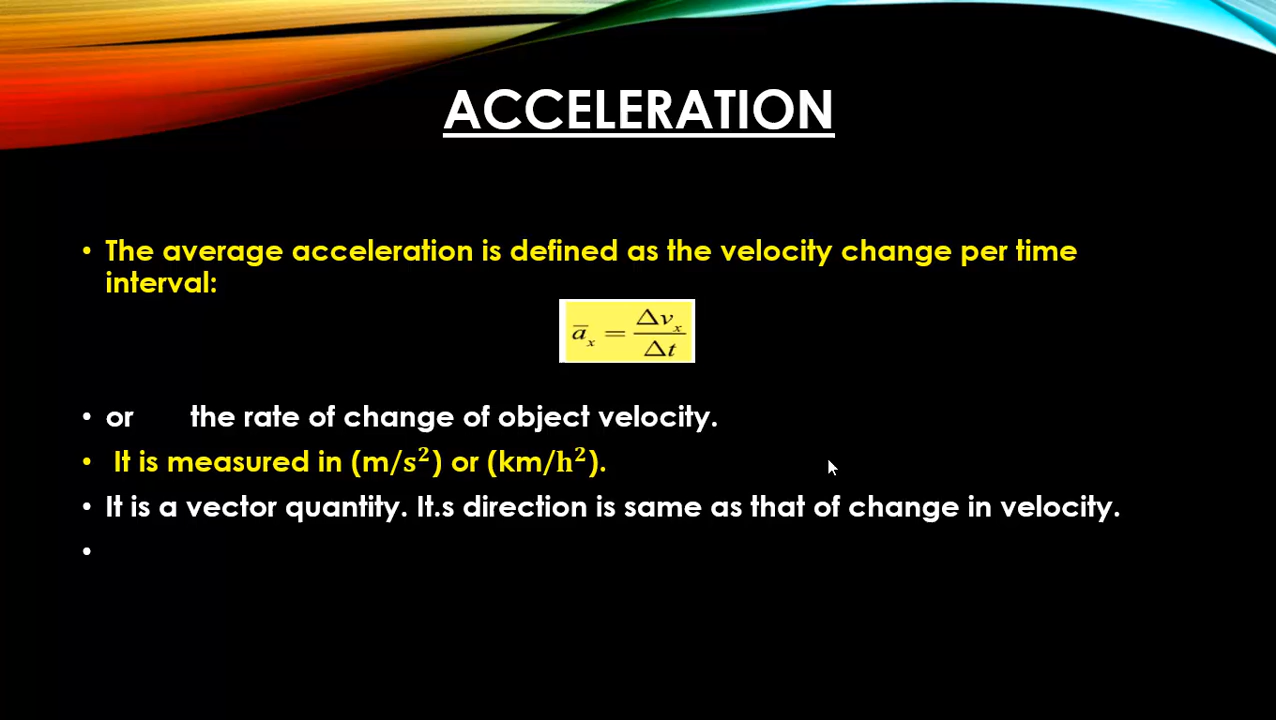 ACCELERATION
• The average acceleration is defined as the velocity change per time
interval:
a̅ₓ = Δvₓ / Δt
• or the rate of change of object velocity.
• It is measured in (m/s²) or (km/h²).
• It is a vector quantity. It.s direction is same as that of change in velocity.
•